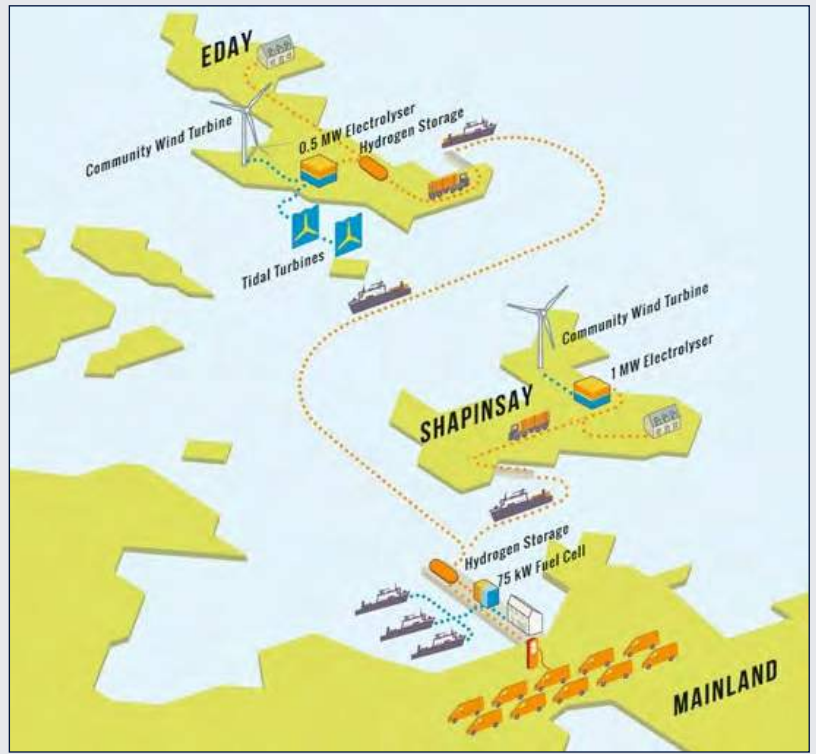 EDAY
Community Wind Turbine
0.5 MW Electrolyser
Hydrogen Storage
Tidal Turbines
Community Wind Turbine
1 MW Electrolyser
SHAPINSAY
Hydrogen Storage
75 kW Fuel Cell
MAINLAND